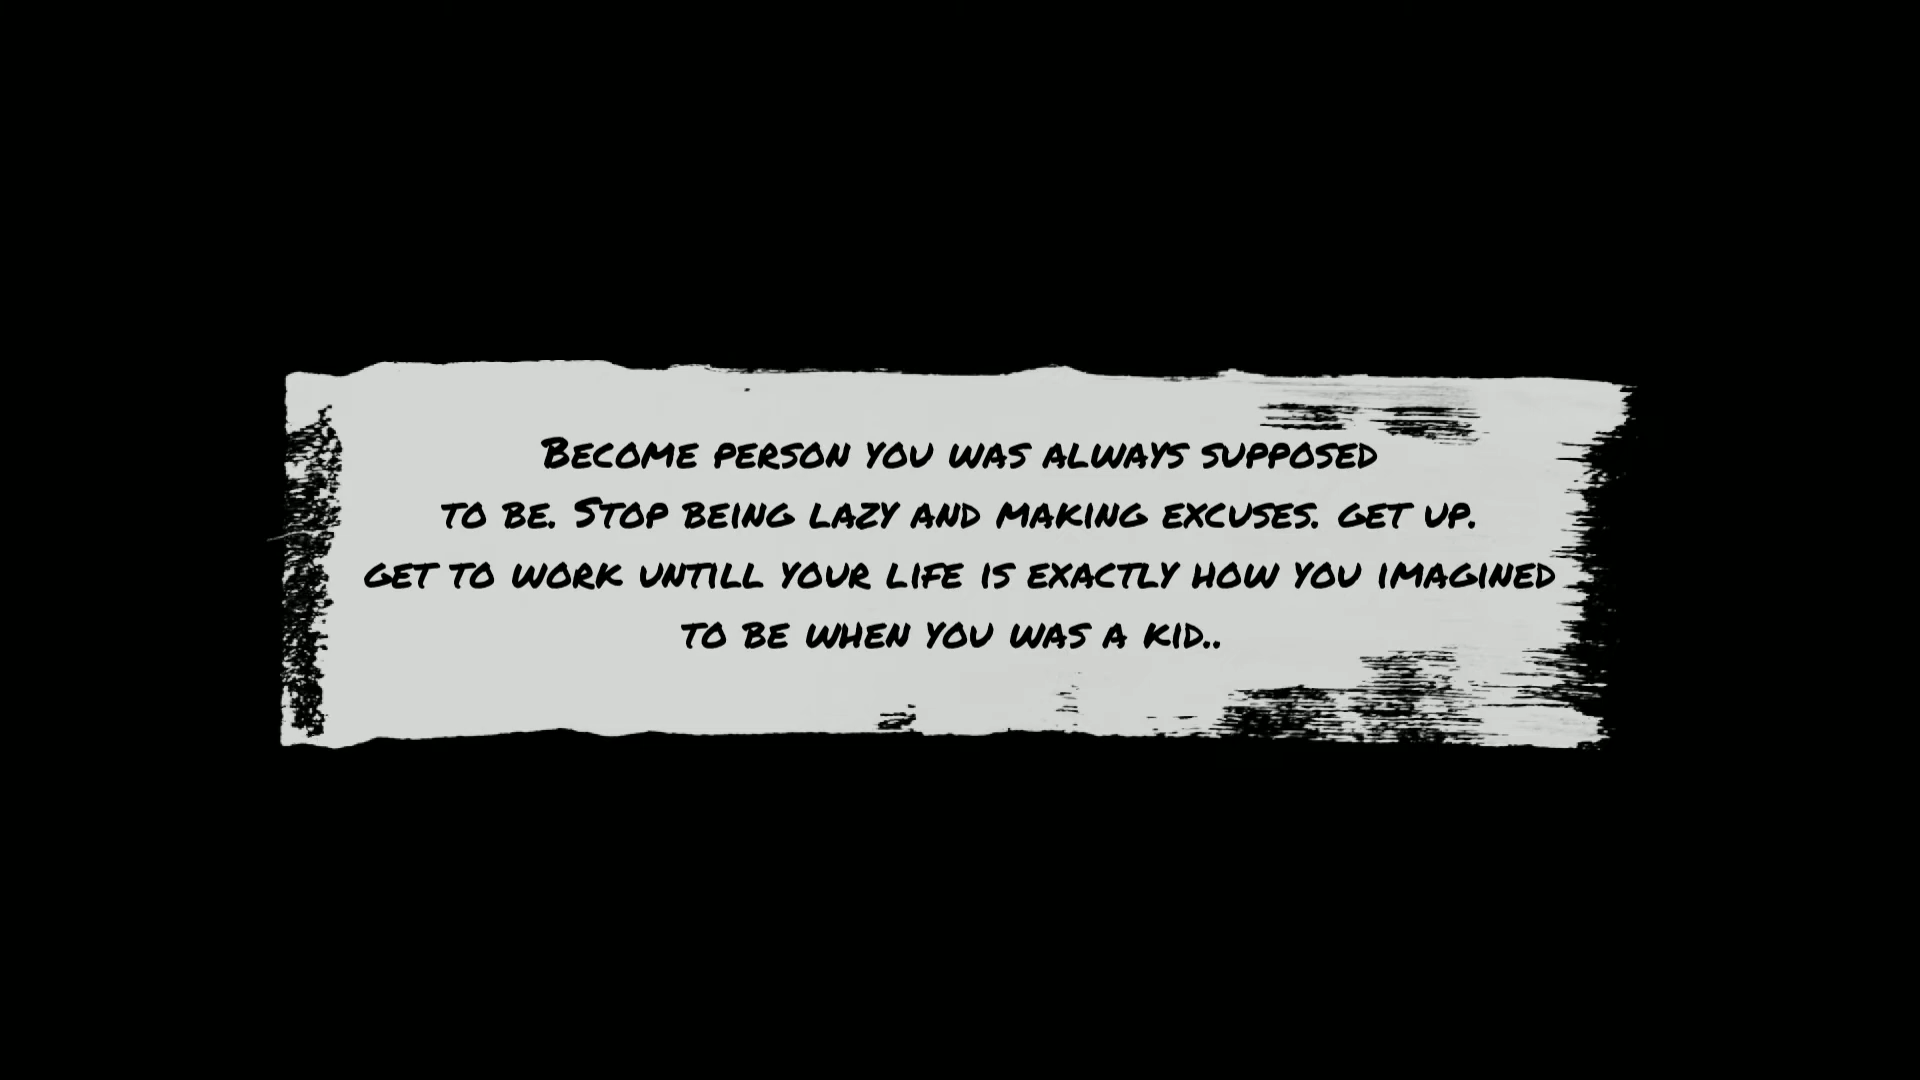 Become person you was always supposed
to be. Stop being lazy and making excuses. get up.
get to work untill your life is exactly how you imagined
to be when you was a kid..